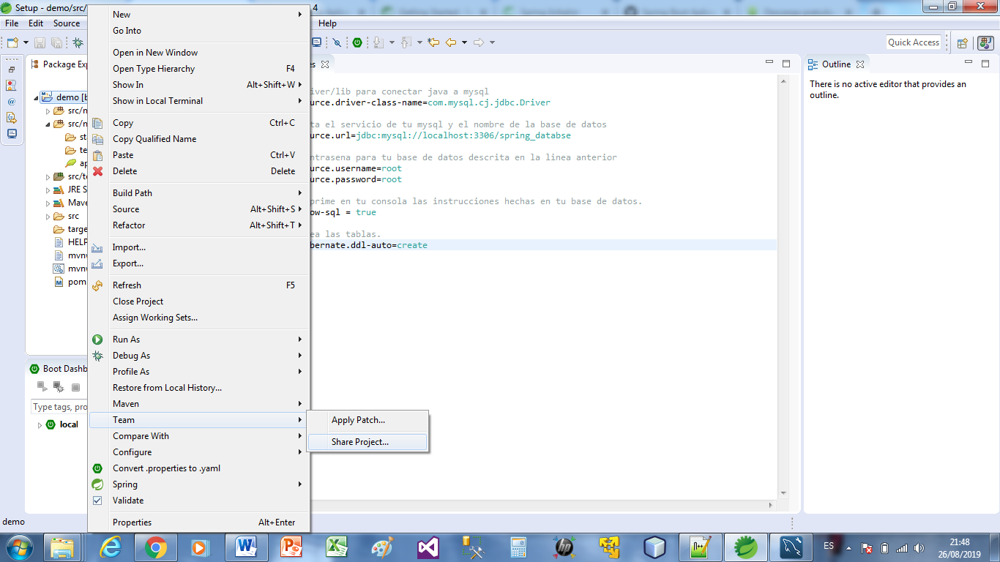 Setup - demo/src/
4
File Edit Source
Help
Quick Access
Package Exp
es
Outline
There is no active editor that provides an
outline.
demo [b
src/n
src/n
st
te
ap
src/te
JRE S
Mave
src
targe
HELP
mvnv
mvnv
pom
Boot Dashb
Type tags, pro
local
demo
New
Go Into
Open in New Window
Open Type Hierarchy F4
Show In Alt+Shift+W
Show in Local Terminal
Copy Ctrl+C
Copy Qualified Name
Paste Ctrl+V
Delete Delete
Build Path
Source Alt+Shift+S
Refactor Alt+Shift+T
Import...
Export...
Refresh F5
Close Project
Assign Working Sets...
Run As
Debug As
Profile As
Restore from Local History...
Maven
Team
Compare With
Configure
Convert .properties to .yaml
Spring
Validate
Properties Alt+Enter
Apply Patch...
Share Project...
iver/lib para conectar java a mysql
urce.driver-class-name=com.mysql.cj.jdbc.Driver
ta el servicio de tu mysql y el nombre de la base de datos
urce.url=jdbc:mysql://localhost:3306/spring_databse
ntrasena para tu base de datos descrita en la linea anterior
urce.username=root
urce.password=root
prime en tu consola las instrucciones hechas en tu base de datos.
ow-sql = true
ea las tablas.
bernate.ddl-auto=create
ES
21:48
26/08/2019